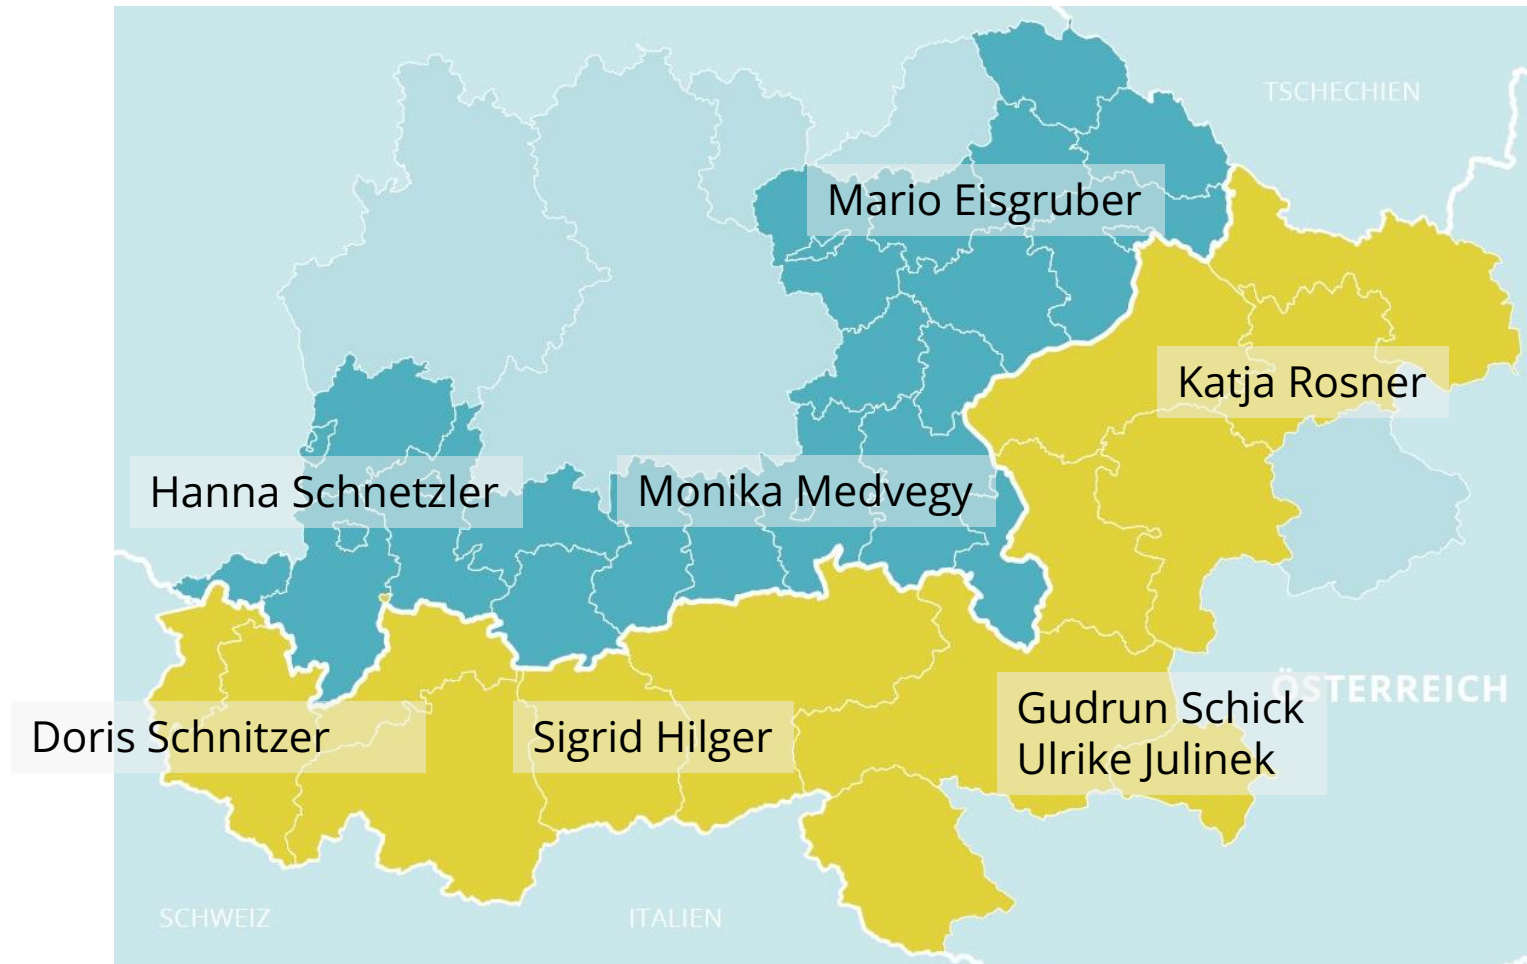 TSCHECHIEN
Mario Eisgruber
Katja Rosner
Hanna Schnetzler
Monika Medvegy
ÖSTERREICH
Doris Schnitzer
Sigrid Hilger
Gudrun Schick
Ulrike Julinek
SCHWEIZ
ITALIEN